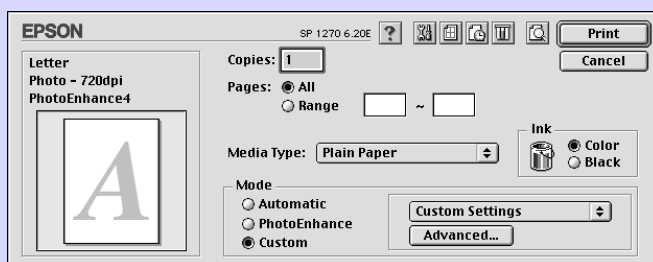 EPSON
SP 1270 6.20E ?
Print
Cancel
Letter
Photo - 720dpi
PhotoEnhance4
A
Copies: 1
Pages: All
Range ~
Media Type: Plain Paper
Ink
Color
Black
Mode
Automatic
PhotoEnhance
Custom
Custom Settings
Advanced...